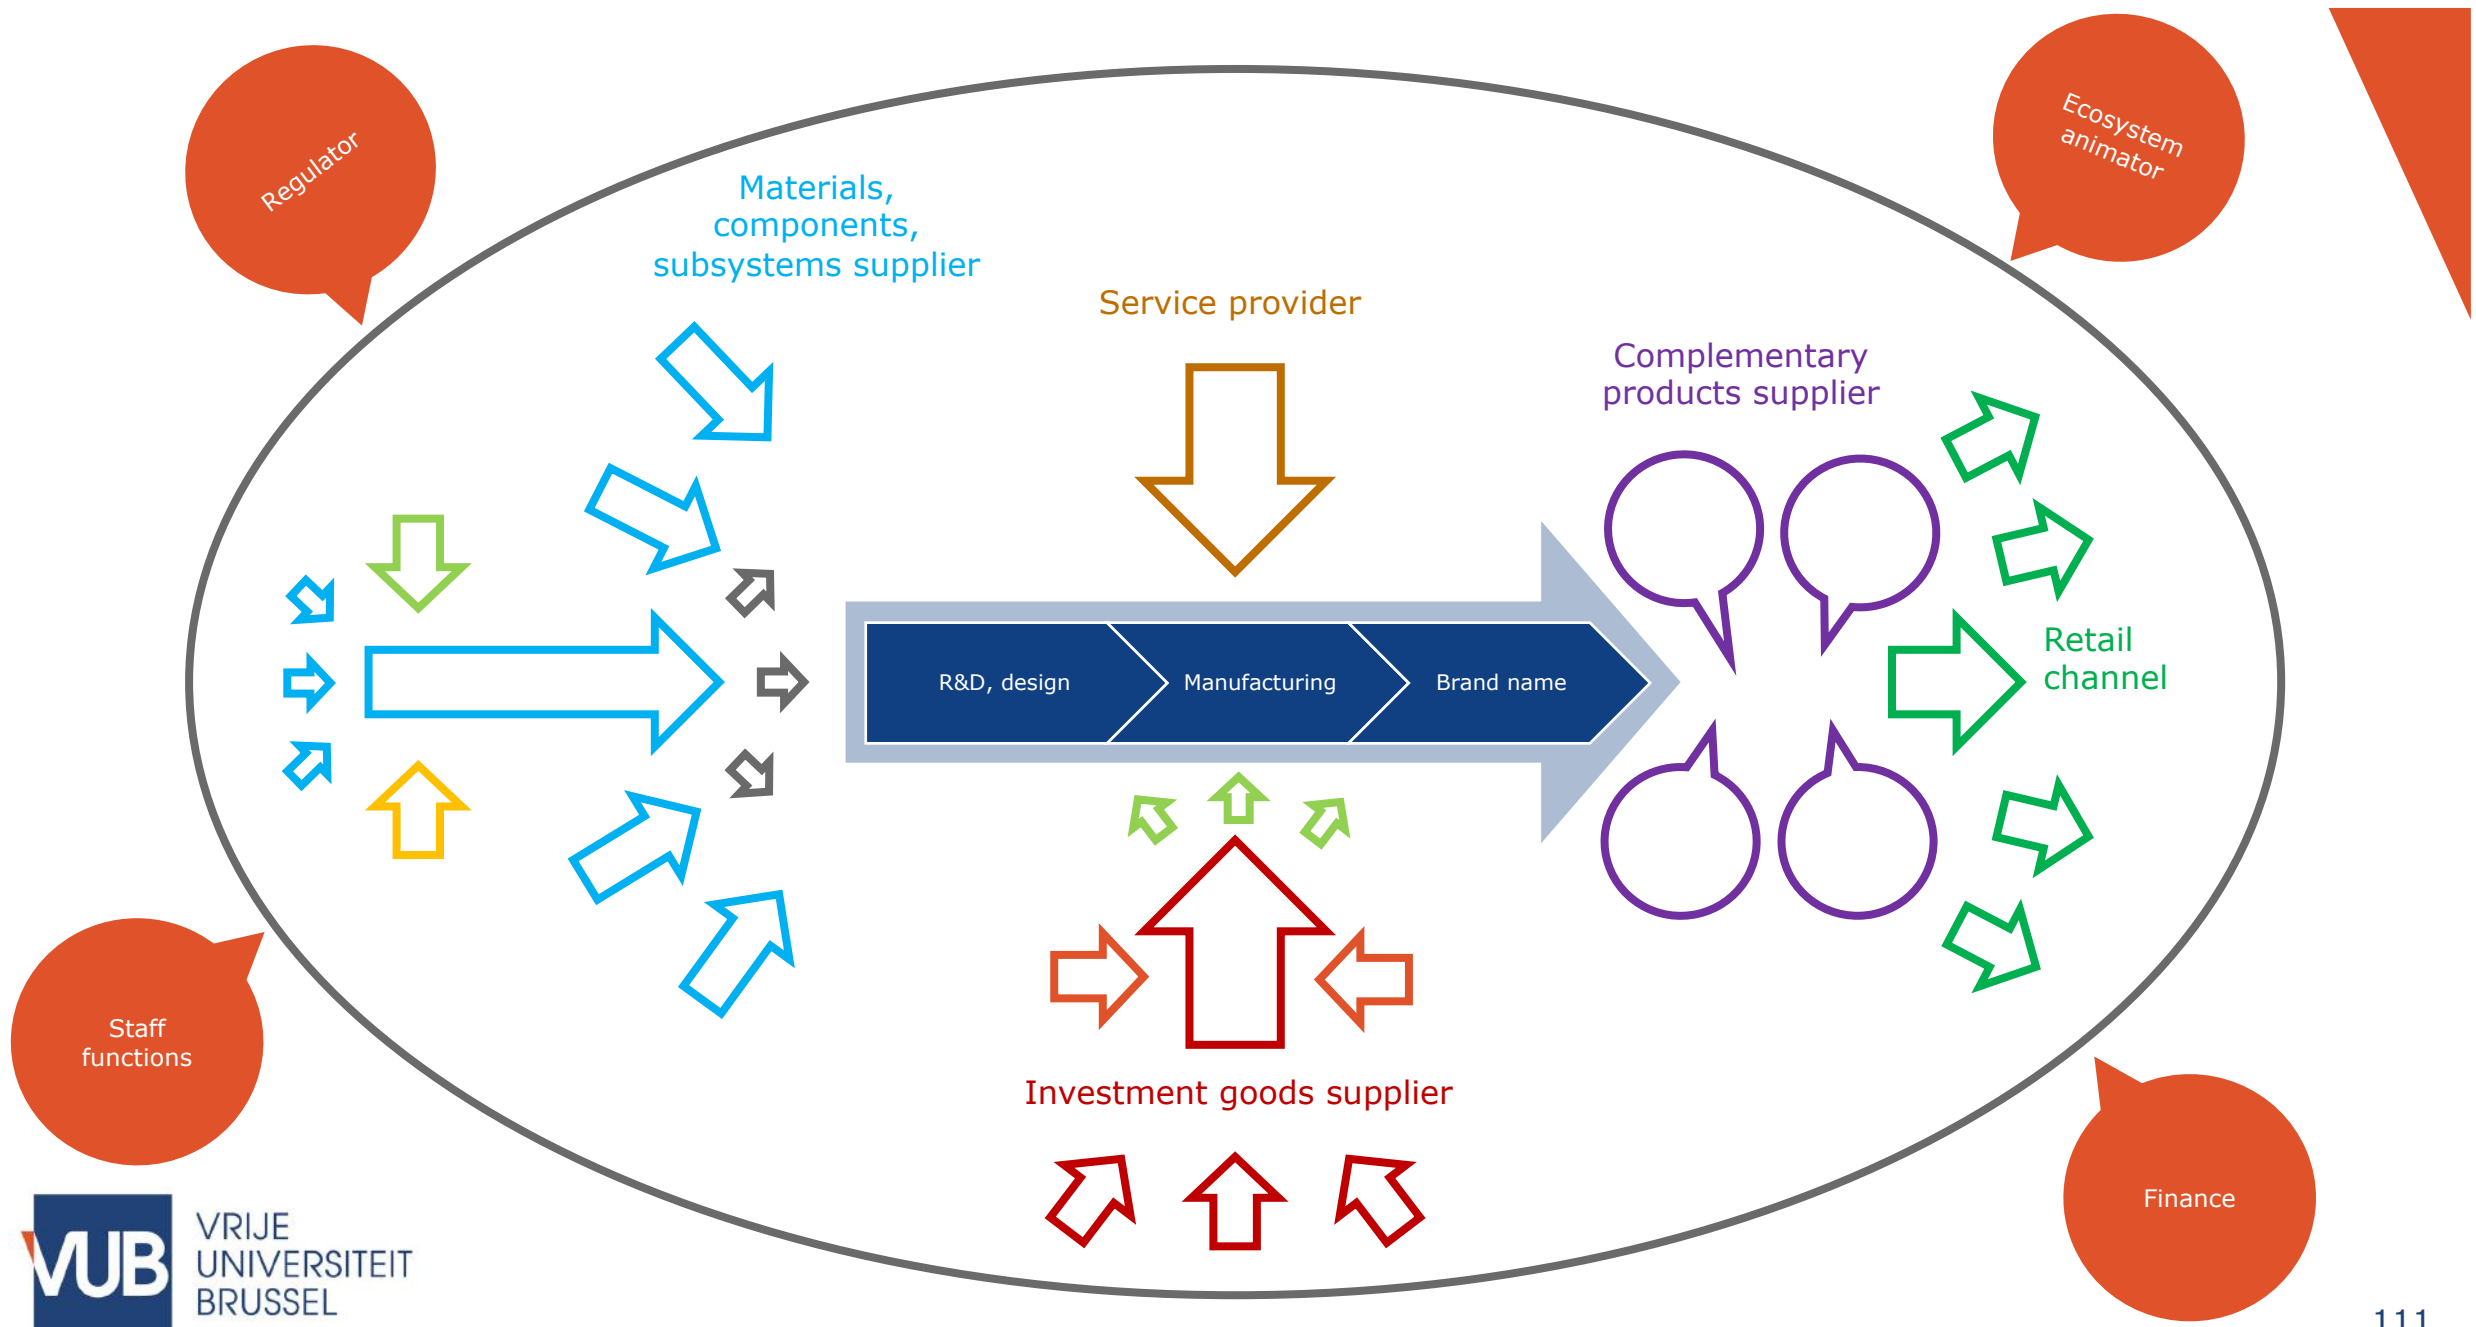 Regulator
Ecosystem
animator
Materials,
components,
subsystems supplier
Service provider
Complementary
products supplier
R&D, design
Manufacturing
Brand name
Retail
channel
Investment goods supplier
Staff
functions
Finance
VUB
VRIJE
UNIVERSITEIT
BRUSSEL
111